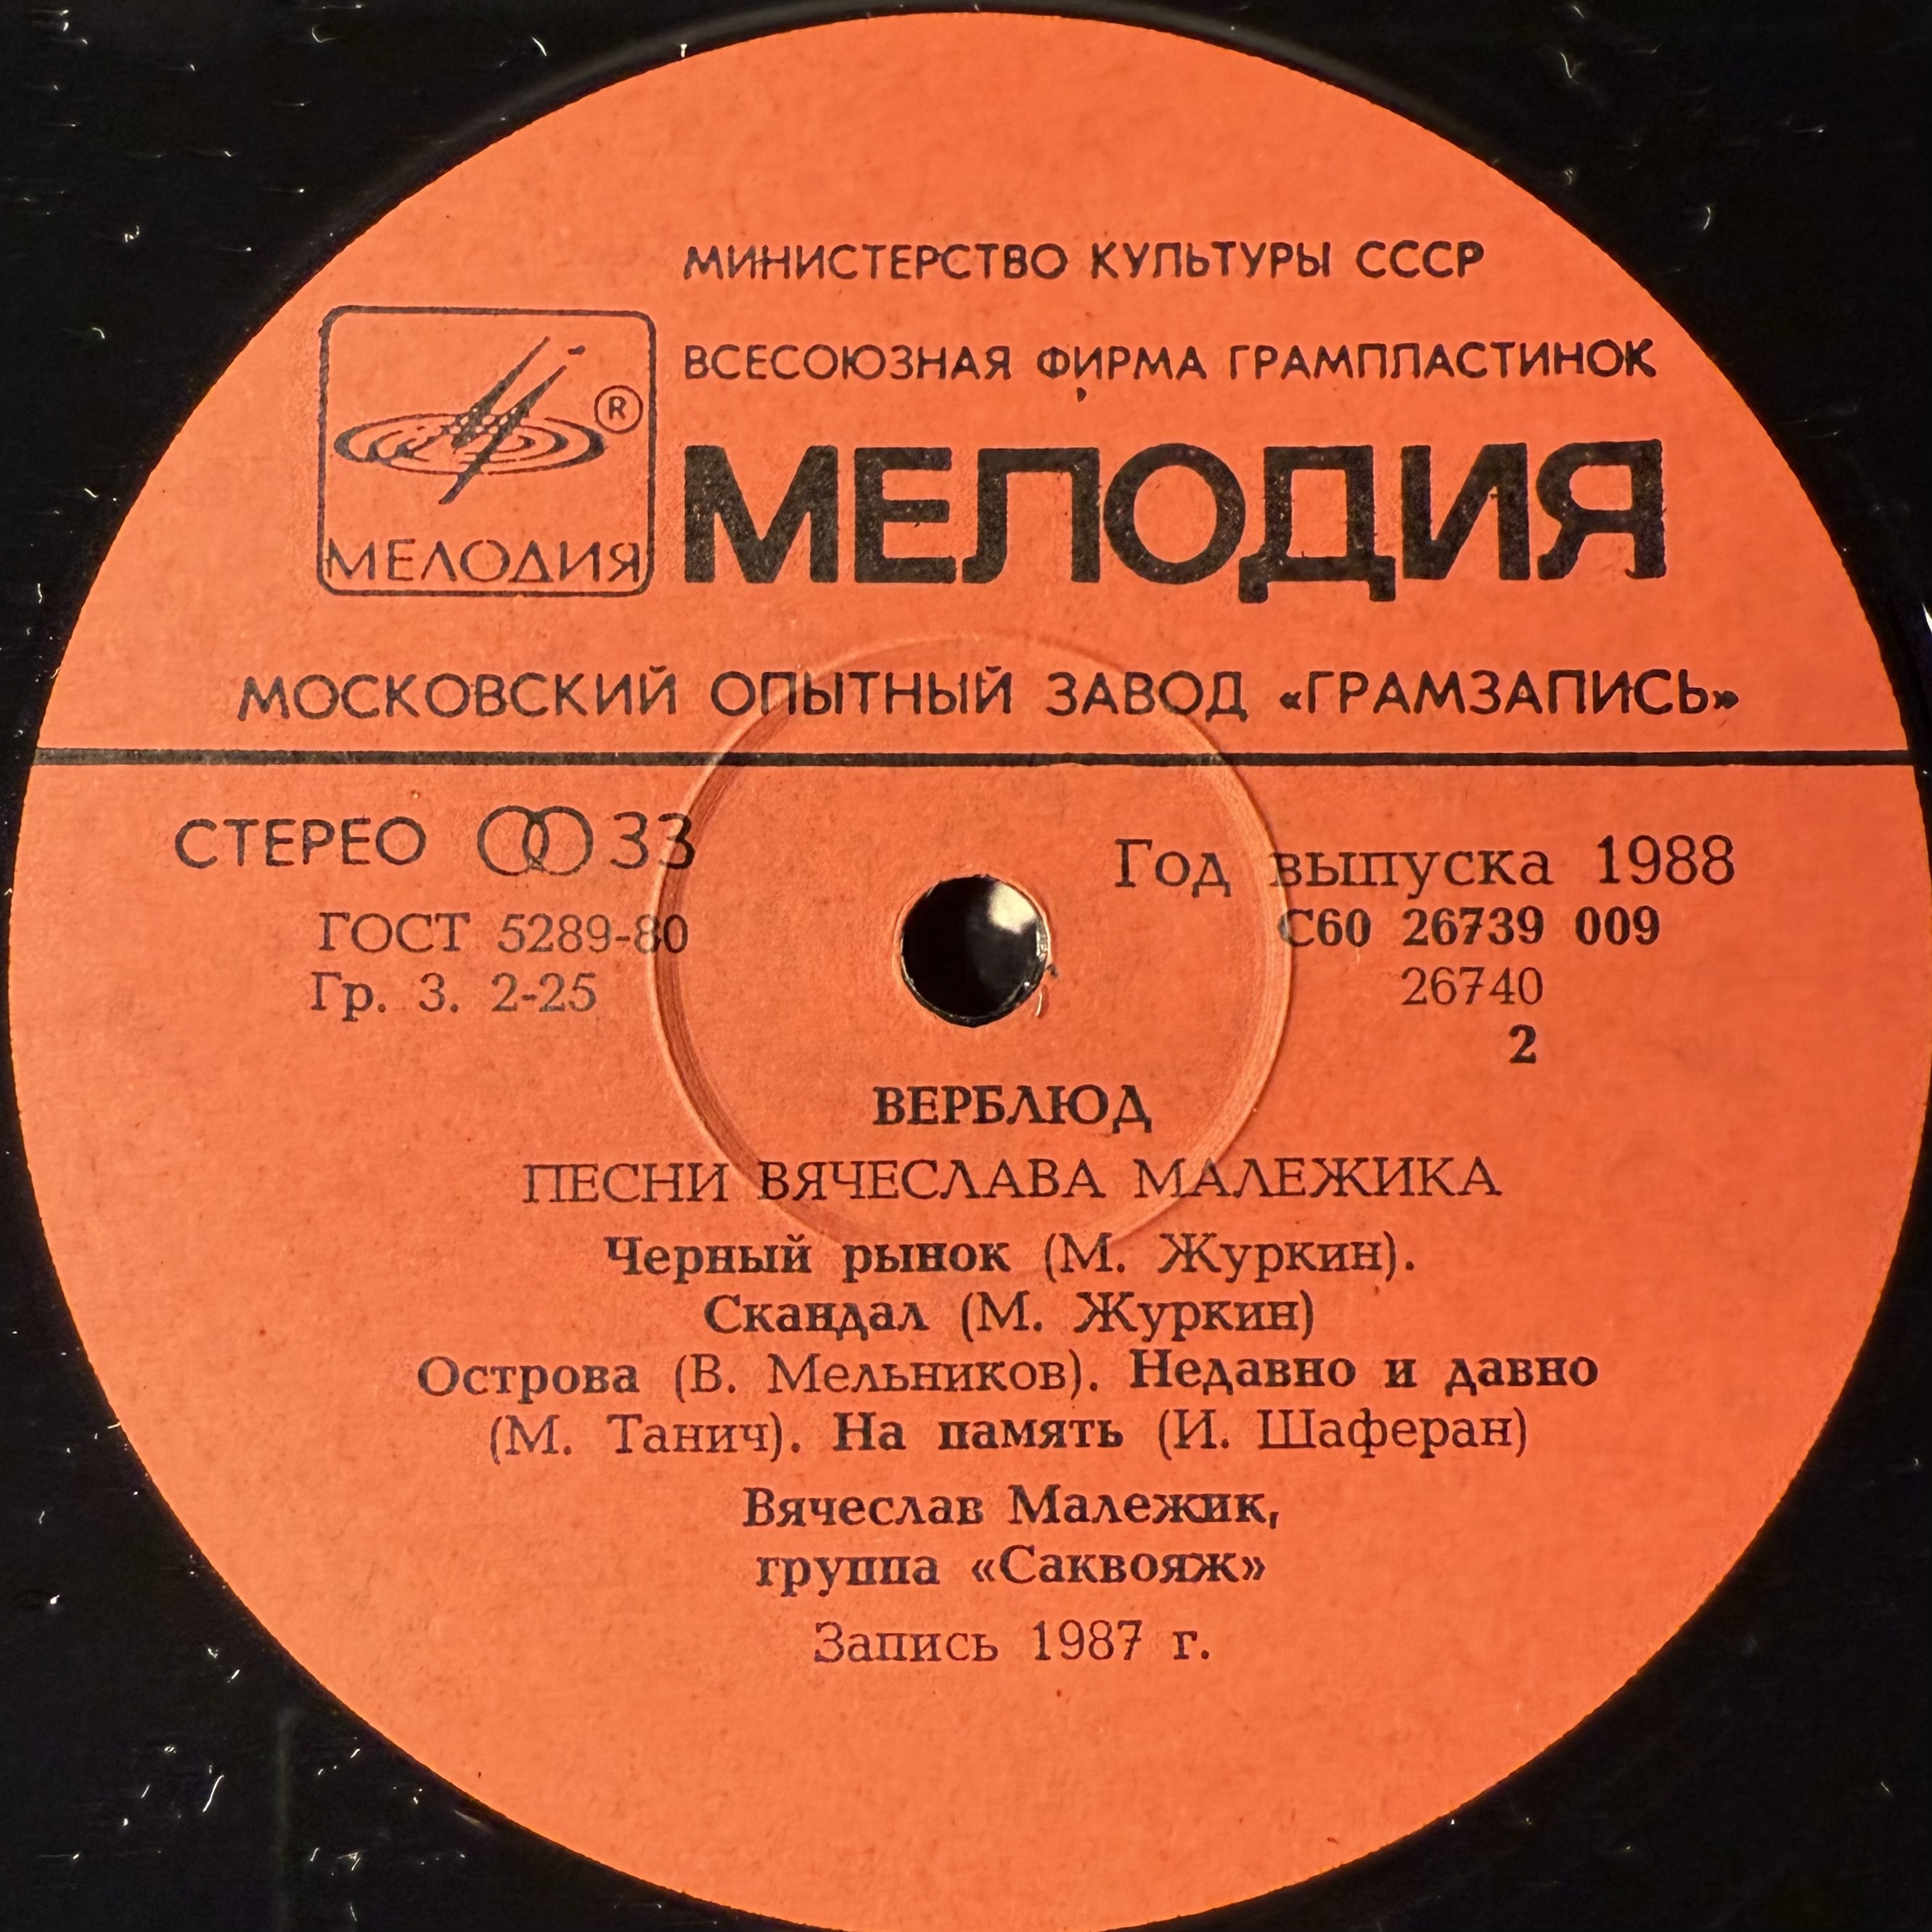 МИНИСТЕРСТВО КУЛЬТУРЫ СССР
ВСЕСОЮЗНАЯ ФИРМА ГРАМПЛАСТИНОК
®
МЕЛОДИЯ
МЕЛОДИЯ
МОСКОВСКИЙ ОПЫТНЫЙ ЗАВОД «ГРАМЗАПИСЬ»
СТЕРЕО 33
ГОСТ 5289-80
Гр. 3. 2-25
Год выпуска 1988
С60 26739 009
26740
2
ВЕРБЛЮД
ПЕСНИ ВЯЧЕСЛАВА МАЛЕЖИКА
Черный рынок (М. Журкин).
Скандал (М. Журкин)
Острова (В. Мельников). Недавно и давно
(М. Танич). На память (И. Шаферан)
Вячеслав Малежик,
группа «Саквояж»
Запись 1987 г.